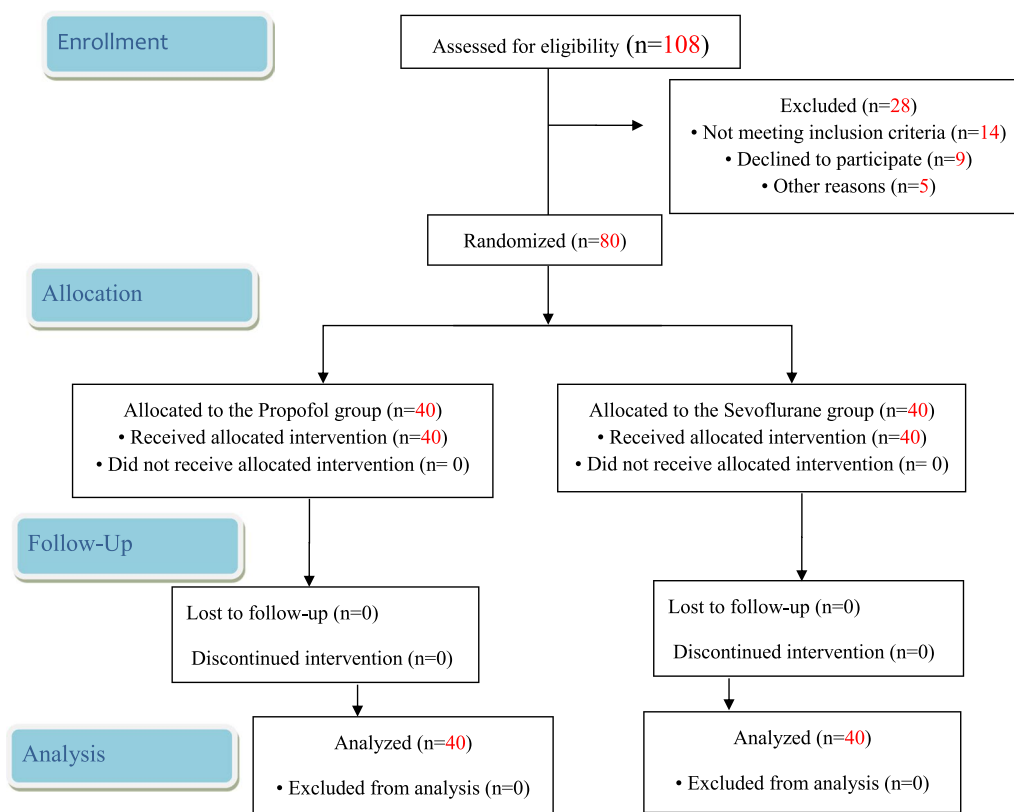 Enrollment
Assessed for eligibility (n=108)
Excluded (n=28)
• Not meeting inclusion criteria (n=14)
• Declined to participate (n=9)
• Other reasons (n=5)
Randomized (n=80)
Allocation
Allocated to the Propofol group (n=40)
• Received allocated intervention (n=40)
• Did not receive allocated intervention (n= 0)
Allocated to the Sevoflurane group (n=40)
• Received allocated intervention (n=40)
• Did not receive allocated intervention (n= 0)
Follow-Up
Lost to follow-up (n=0)
Discontinued intervention (n=0)
Lost to follow-up (n=0)
Discontinued intervention (n=0)
Analysis
Analyzed (n=40)
• Excluded from analysis (n=0)
Analyzed (n=40)
• Excluded from analysis (n=0)